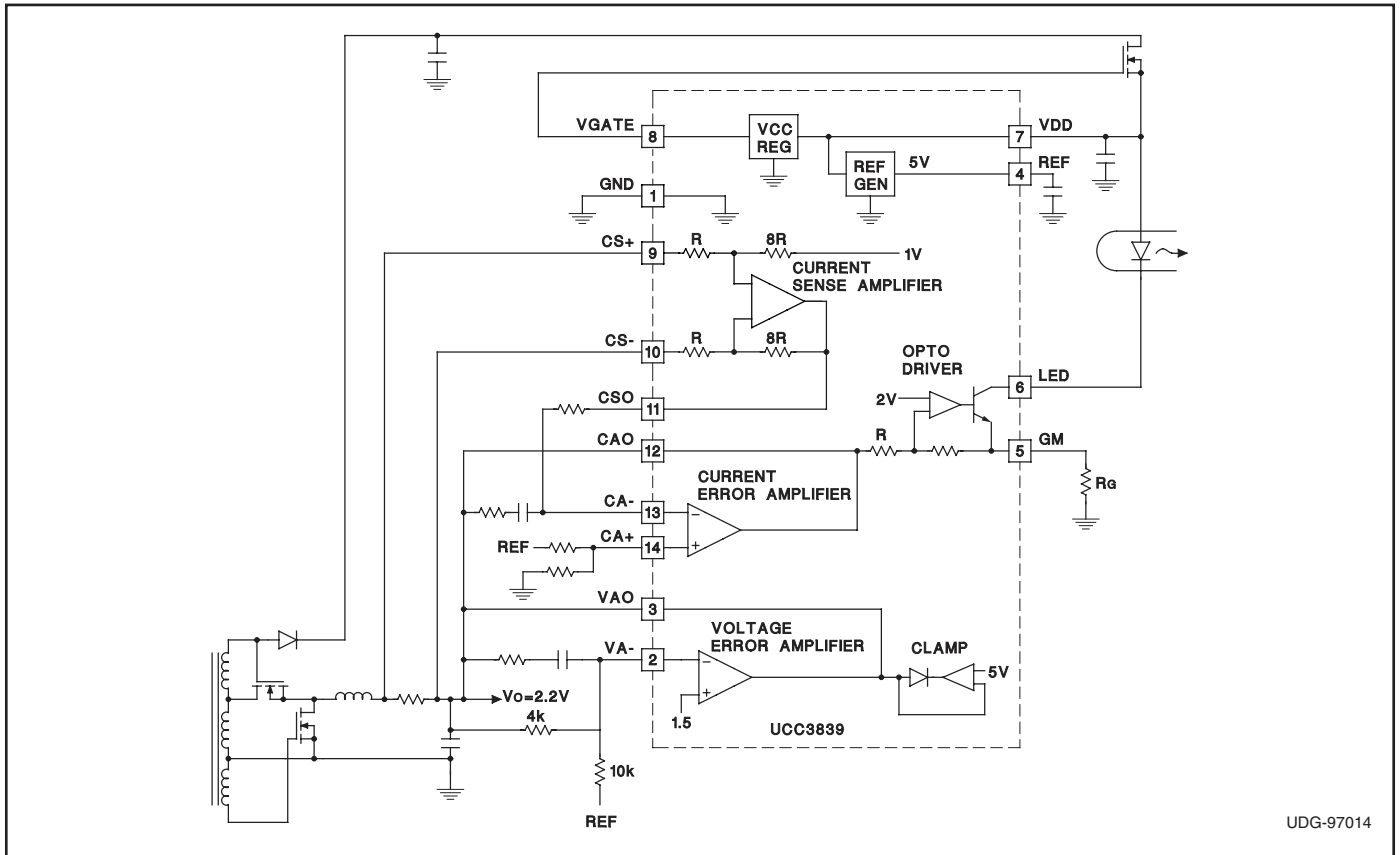 VGATE
8
VCC
REG
7
VDD
REF
GEN
5V
4
REF
GND
1
CS+
9
R
8R
1V
CURRENT
SENSE AMPLIFIER
CS-
10
R
8R
OPTO
DRIVER
2V
6
LED
CSO
11
CAO
12
R
5
GM
RG
CURRENT
ERROR AMPLIFIER
CA-
13
−
REF
CA+
14
+
VAO
3
VOLTAGE
ERROR AMPLIFIER
CLAMP
5V
VA-
2
−
+
1.5
UCC3839
Vo=2.2V
4k
10k
REF
UDG-97014